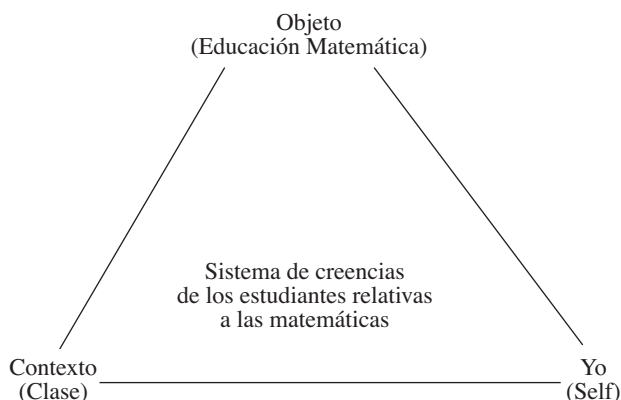 Objeto
(Educación Matemática)
Sistema de creencias
de los estudiantes relativas
a las matemáticas
Contexto
(Clase)
Yo
(Self)